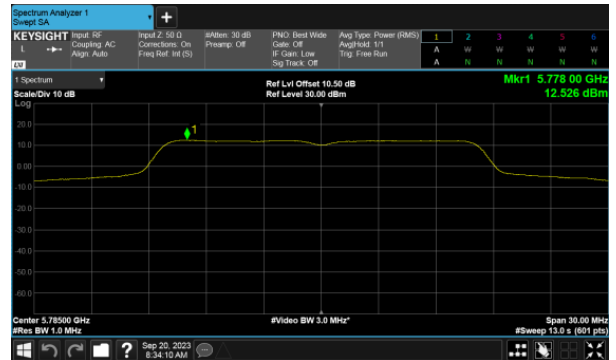 Spectrum Analyzer 1
Swept SA
+
KEYSIGHT Input: RF Input Z: 50 Ω #Atten: 30 dB PNO: Best Wide Avg Type: Power (RMS) 1 2 3 4 5 6
L Coupling: AC Corrections: On Preamp: Off Gate: Off Avg|Hold: 1/1 A W W W W W
Align: Auto Freq Ref: Int (S) IF Gain: Low Trig: Free Run
LXI Sig Track: Off A N N N N N
1 Spectrum Ref Lvl Offset 10.50 dB Mkr1 5.778 00 GHz
Scale/Div 10 dB Ref Level 30.00 dBm 12.526 dBm
Log
20.0
1
10.0
0.00
-10.0
-20.0
-30.0
-40.0
-50.0
-60.0
Center 5.78500 GHz #Video BW 3.0 MHz* Span 30.00 MHz
#Res BW 1.0 MHz #Sweep 13.0 s (601 pts)
? Sep 20, 2023
8:34:10 AM